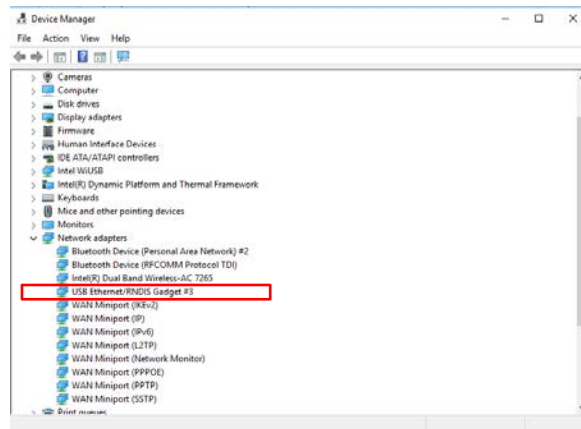 Device Manager
File Action View Help
Cameras
Computer
Disk drives
Display adapters
Firmware
Human Interface Devices
IDE ATA/ATAPI controllers
Intel WiUSB
Intel(R) Dynamic Platform and Thermal Framework
Keyboards
Mice and other pointing devices
Monitors
Network adapters
Bluetooth Device (Personal Area Network) #2
Bluetooth Device (RFCOMM Protocol TDI)
Intel(R) Dual Band Wireless-AC 7265
USB Ethernet/RNDIS Gadget #3
WAN Miniport (IKEv2)
WAN Miniport (IP)
WAN Miniport (IPv6)
WAN Miniport (L2TP)
WAN Miniport (Network Monitor)
WAN Miniport (PPPOE)
WAN Miniport (PPTP)
WAN Miniport (SSTP)
Print queues